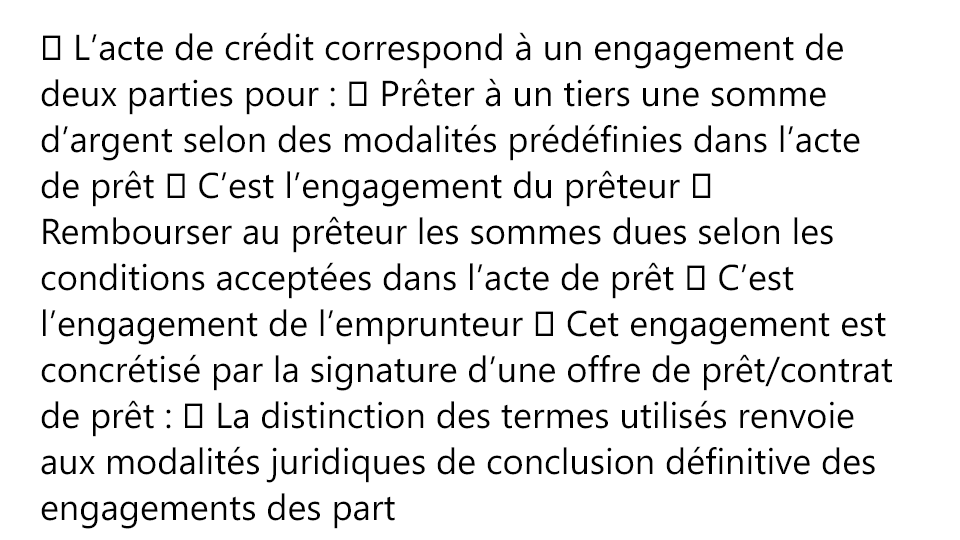 L’acte de crédit correspond à un engagement de
deux parties pour :  Prêter à un tiers une somme
d’argent selon des modalités prédéfinies dans l’acte
de prêt  C’est l’engagement du prêteur 
Rembourser au prêteur les sommes dues selon les
conditions acceptées dans l’acte de prêt  C’est
l’engagement de l’emprunteur  Cet engagement est
concrétisé par la signature d’une offre de prêt/contrat
de prêt :  La distinction des termes utilisés renvoie
aux modalités juridiques de conclusion définitive des
engagements des part